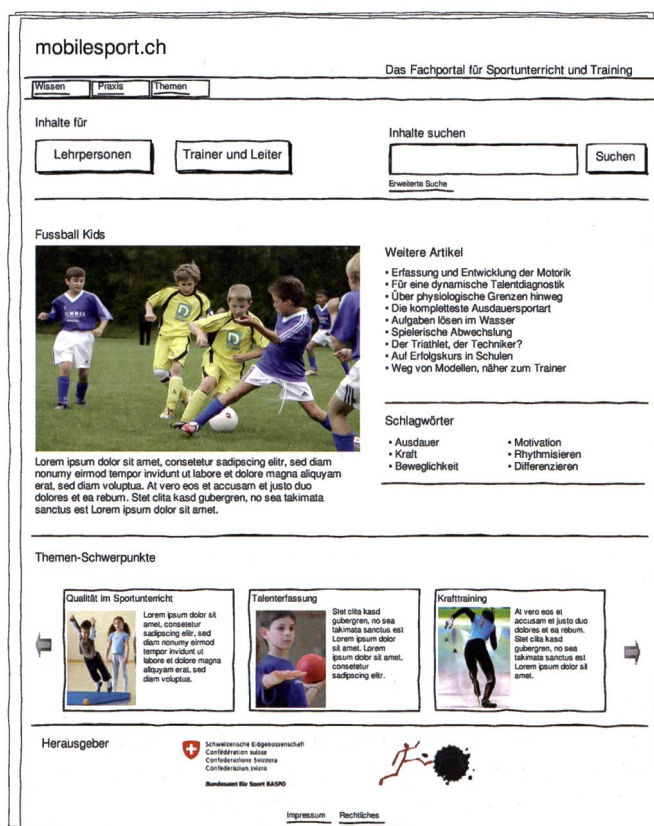 mobilesport.ch
Das Fachportal für Sportunterricht und Training
Wissen
Praxis
Themen
Inhalte für
Lehrpersonen
Trainer und Leiter
Inhalte suchen
Suchen
Erweiterte Suche
Fussball Kids
Lorem ipsum dolor sit amet, consetetur sadipscing elitr, sed diam
nonumy eirmod tempor invidunt ut labore et dolore magna aliquyam
erat, sed diam voluptua. At vero eos et accusam et justo duo
dolores et ea rebum. Stet clita kasd gubergren, no sea takimata
sanctus est Lorem ipsum dolor sit amet.
Weitere Artikel
• Erfassung und Entwicklung der Motorik
• Für eine dynamische Talentdiagnostik
• Über physiologische Grenzen hinweg
• Die kompletteste Ausdauersportart
• Aufgaben lösen im Wasser
• Spielerische Abwechslung
• Der Triathlet, der Techniker?
• Auf Erfolgskurs in Schulen
• Weg von Modellen, näher zum Trainer
Schlagwörter
• Ausdauer
• Kraft
• Beweglichkeit
• Motivation
• Rhythmisieren
• Differenzieren
Themen-Schwerpunkte
Qualität im Sportunterricht
Lorem ipsum dolor sit
amet, consetetur
sadipscing elitr, sed
diam nonumy eirmod
tempor invidunt ut
labore et dolore magna
aliquyam erat, sed
diam voluptua.
Talenterfassung
Stet clita kasd
gubergren, no sea
takimata sanctus est
Lorem ipsum dolor
sit amet. Lorem
ipsum dolor sit amet,
consetetur
sadipscing elitr.
Krafttraining
At vero eos et
accusam et justo duo
dolores et ea rebum.
Stet clita kasd
gubergren, no sea
takimata sanctus est
Lorem ipsum dolor sit
amet.
Herausgeber
Schweizerische Eidgenossenschaft
Confédération suisse
Confederazione Svizzera
Confederaziun svizra
Bundesamt für Sport BASPO
Impressum
Rechtliches